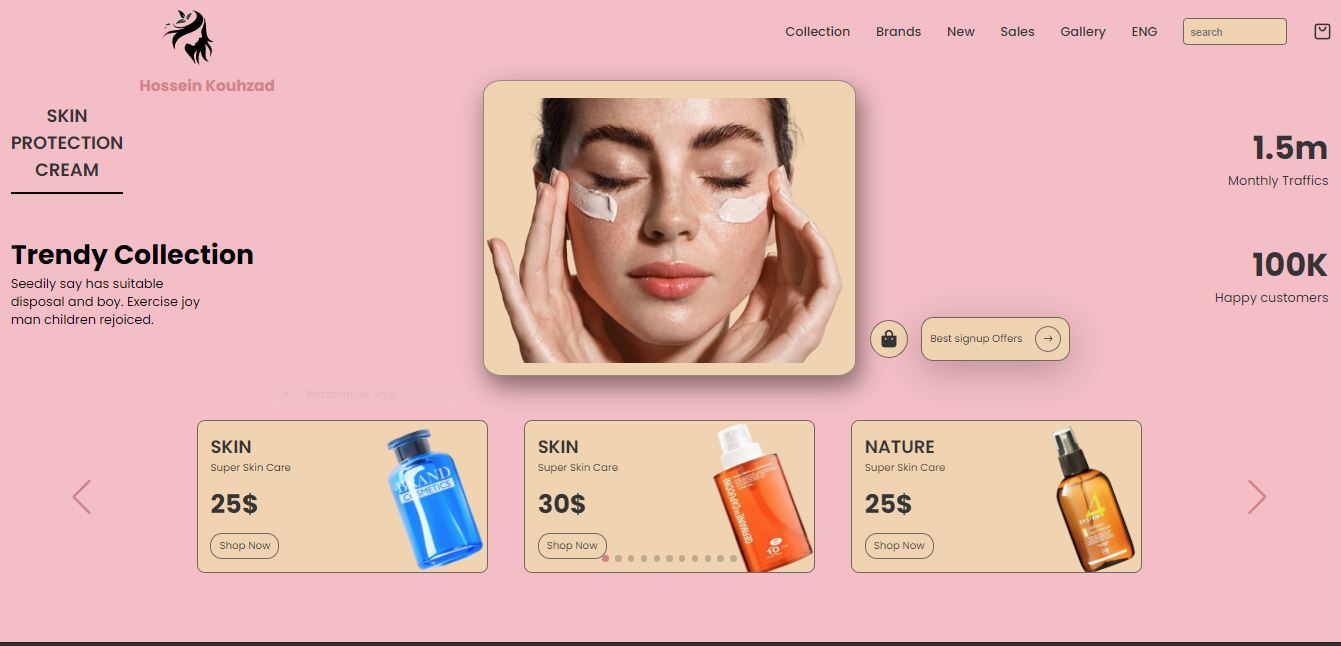 Collection Brands New Sales Gallery ENG search
Hossein Kouhzad
SKIN
PROTECTION
CREAM
1.5m
Monthly Traffics
Trendy Collection
Seedily say has suitable
disposal and boy. Exercise joy
man children rejoiced.
100K
Happy customers
Best signup Offers
Rectangular Snip
SKIN
Super Skin Care
25$
Shop Now
BRAND
COSMETICS
SKIN
Super Skin Care
30$
Shop Now
NATURE
Super Skin Care
25$
Shop Now
4